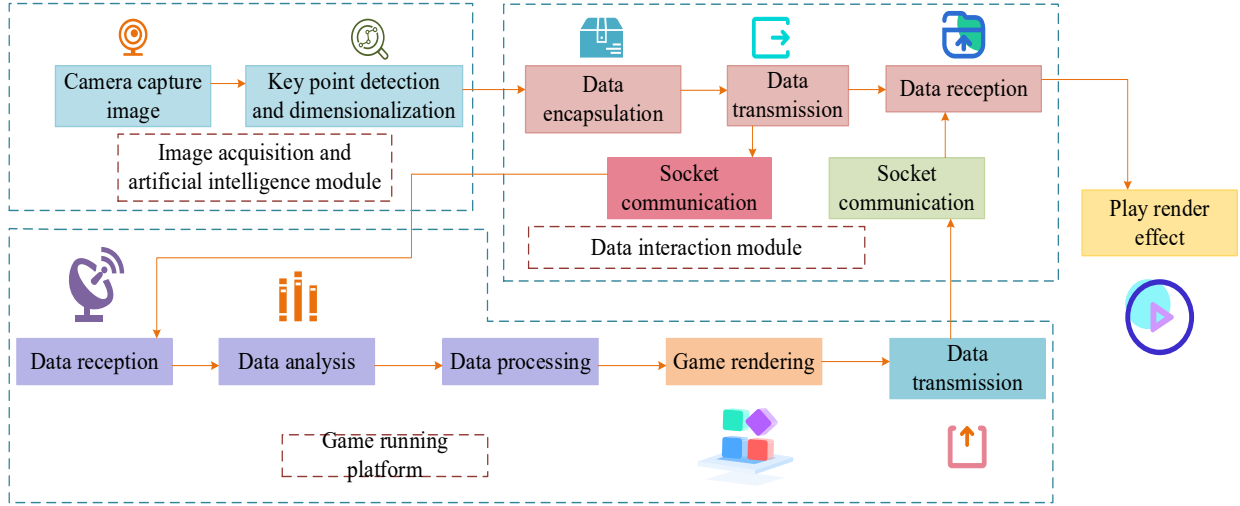 Camera capture
image
Key point detection
and dimensionalization
Image acquisition and
artificial intelligence module
Data
encapsulation
Data
transmission
Data reception
Socket
communication
Socket
communication
Data interaction module
Play render
effect
Data reception
Data analysis
Data processing
Game rendering
Data
transmission
Game running
platform